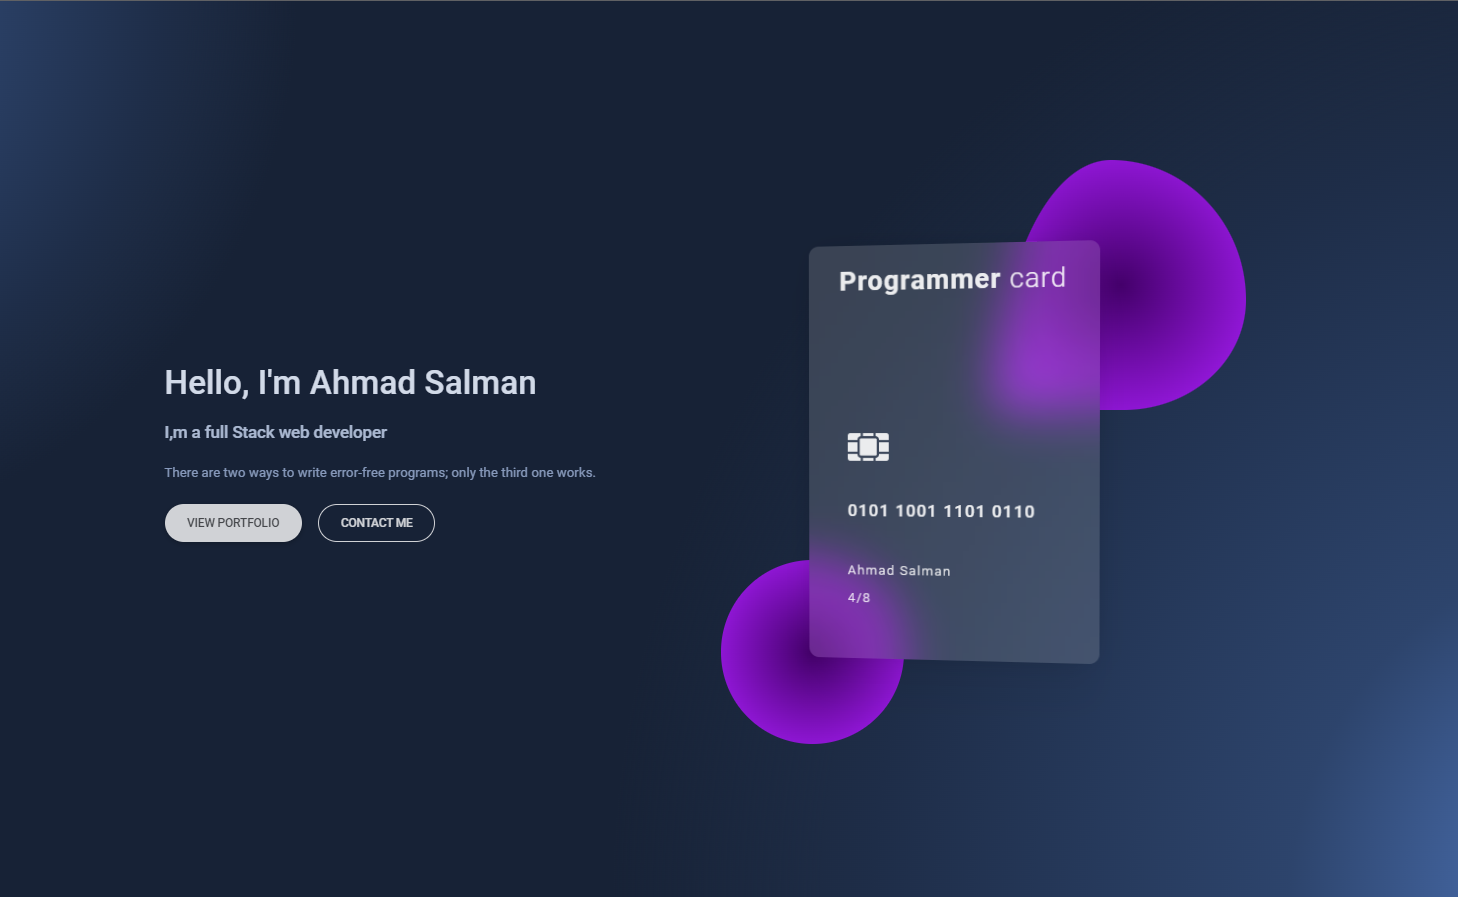 Hello, I'm Ahmad Salman
I,m a full Stack web developer
There are two ways to write error-free programs; only the third one works.
VIEW PORTFOLIO CONTACT ME
Programmer card
0101 1001 1101 0110
Ahmad Salman
4/8